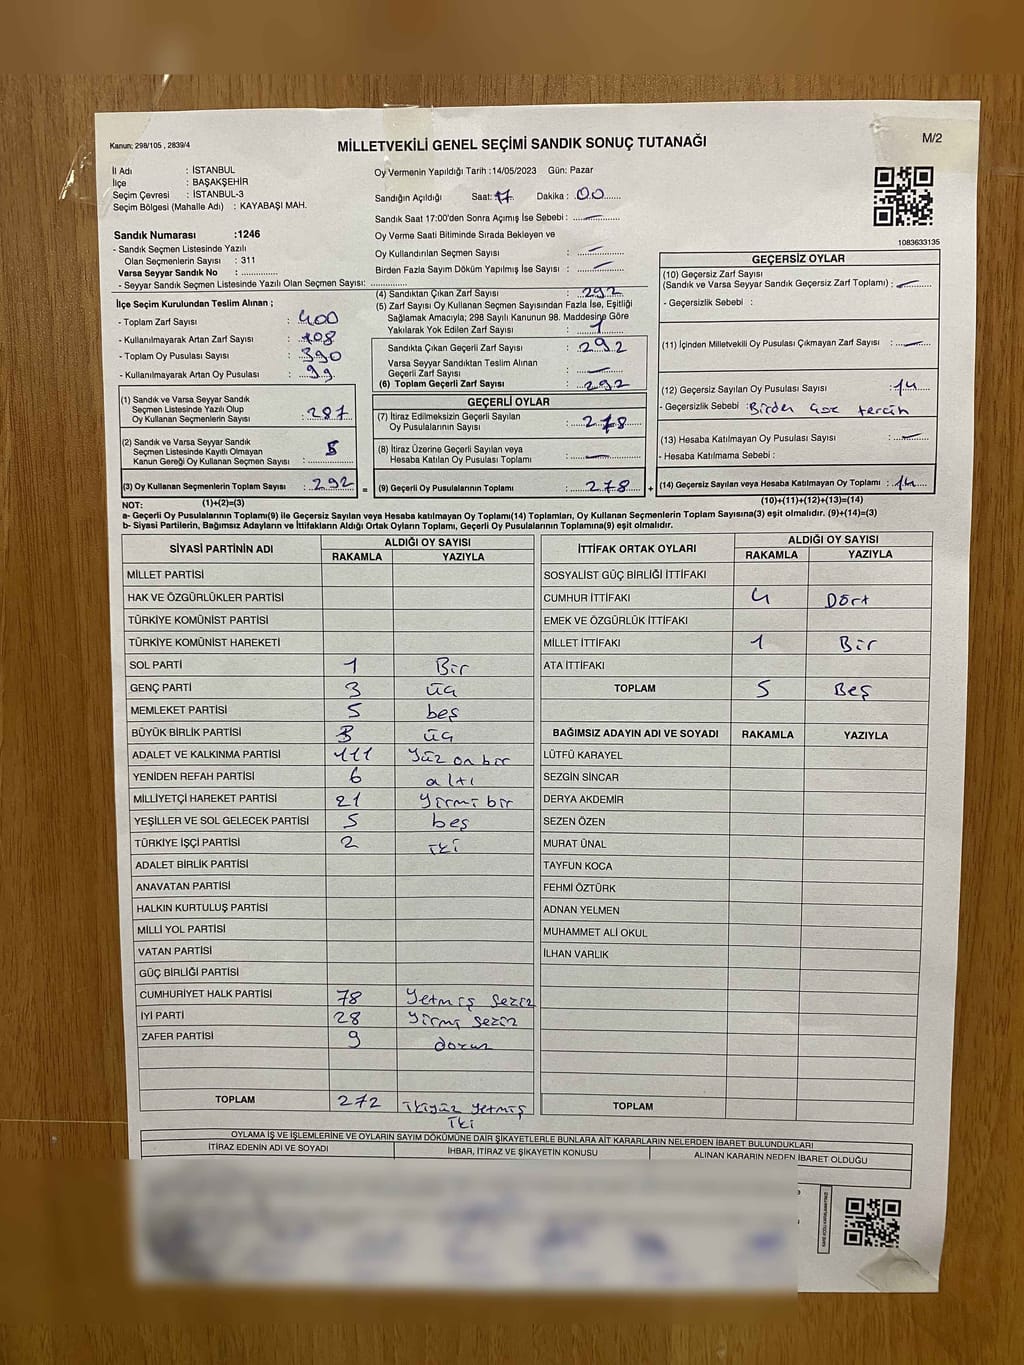 Kanun; 298/105 , 2839/4
MİLLETVEKİLİ GENEL SEÇİMİ SANDIK SONUÇ TUTANAĞI
M/2
İl Adı : İSTANBUL
İlçe : BAŞAKŞEHİR
Seçim Çevresi : İSTANBUL-3
Seçim Bölgesi (Mahalle Adı) : KAYABAŞI MAH.
Sandık Numarası :1246
- Sandık Seçmen Listesinde Yazılı
Olan Seçmenlerin Sayısı : 311
Varsa Seyyar Sandık No :
- Seyyar Sandık Seçmen Listesinde Yazılı Olan Seçmen Sayısı:
Oy Vermenin Yapıldığı Tarih :14/05/2023 Gün: Pazar
Sandığın Açıldığı Saat: 17 Dakika : 00
Sandık Saat 17:00'den Sonra Açımış İse Sebebi : —
Oy Verme Saati Bitiminde Sırada Bekleyen ve
Oy Kullandırılan Seçmen Sayısı : —
Birden Fazla Sayım Döküm Yapılmış İse Sayısı : —
1083633135
İlçe Seçim Kurulundan Teslim Alınan ;
- Toplam Zarf Sayısı : 400
- Kullanılmayarak Artan Zarf Sayısı : 108
- Toplam Oy Pusulası Sayısı : 390
- Kullanılmayarak Artan Oy Pusulası : 99
(1) Sandık ve Varsa Seyyar Sandık
Seçmen Listesinde Yazılı Olup
Oy Kullanan Seçmenlerin Sayısı : 287
(2) Sandık ve Varsa Seyyar Sandık
Seçmen Listesinde Kayıtlı Olmayan
Kanun Gereği Oy Kullanan Seçmen Sayısı : 5
(3) Oy Kullanan Seçmenlerin Toplam Sayısı : 292
(4) Sandıktan Çıkan Zarf Sayısı : 292
(5) Zarf Sayısı Oy Kullanan Seçmen Sayısından Fazla İse, Eşitliği
Sağlamak Amacıyla; 298 Sayılı Kanunun 98. Maddesine Göre
Yakılarak Yok Edilen Zarf Sayısı :
Sandıkta Çıkan Geçerli Zarf Sayısı : 292
Varsa Seyyar Sandıktan Teslim Alınan
Geçerli Zarf Sayısı : —
(6) Toplam Geçerli Zarf Sayısı : 292
GEÇERLİ OYLAR
(7) İtiraz Edilmeksizin Geçerli Sayılan
Oy Pusulalarının Sayısı : 278
(8) İtiraz Üzerine Geçerli Sayılan veya
Hesaba Katılan Oy Pusulası Toplamı : —
= (9) Geçerli Oy Pusulalarının Toplamı : 278 +
GEÇERSİZ OYLAR
(10) Geçersiz Zarf Sayısı
(Sandık ve Varsa Seyyar Sandık Geçersiz Zarf Toplamı) : —
- Geçersizlik Sebebi :
(11) İçinden Milletvekili Oy Pusulası Çıkmayan Zarf Sayısı : —
(12) Geçersiz Sayılan Oy Pusulası Sayısı : 14
- Geçersizlik Sebebi : Birden çok tercih
(13) Hesaba Katılmayan Oy Pusulası Sayısı : —
- Hesaba Katılmama Sebebi :
(14) Geçersiz Sayılan veya Hesaba Katılmayan Oy Toplamı : 14
NOT: (1)+(2)=(3)
(10)+(11)+(12)+(13)=(14)
a- Geçerli Oy Pusulalarının Toplamı(9) ile Geçersiz Sayılan veya Hesaba Katılmayan Oy Toplamı(14) Toplamları, Oy Kullanan Seçmenlerin Toplam Sayısına(3) eşit olmalıdır. (9)+(14)=(3)
b- Siyasi Partilerin, Bağımsız Adayların ve İttifakların Aldığı Ortak Oyların Toplamı, Geçerli Oy Pusulalarının Toplamına(9) eşit olmalıdır.
SİYASİ PARTİNİN ADI ALDIĞI OY SAYISI
RAKAMLA YAZIYLA
MİLLET PARTİSİ
HAK VE ÖZGÜRLÜKLER PARTİSİ
TÜRKİYE KOMÜNİST PARTİSİ
TÜRKİYE KOMÜNİST HAREKETİ
SOL PARTİ 1 Bir
GENÇ PARTİ 3 üç
MEMLEKET PARTİSİ 5 beş
BÜYÜK BİRLİK PARTİSİ 3 üç
ADALET VE KALKINMA PARTİSİ 111 Yüz on bir
YENİDEN REFAH PARTİSİ 6 altı
MİLLİYETÇİ HAREKET PARTİSİ 21 Yirmi bir
YEŞİLLER VE SOL GELECEK PARTİSİ 5 beş
TÜRKİYE İŞÇİ PARTİSİ 2 iki
ADALET BİRLİK PARTİSİ
ANAVATAN PARTİSİ
HALKIN KURTULUŞ PARTİSİ
MİLLİ YOL PARTİSİ
VATAN PARTİSİ
GÜÇ BİRLİĞİ PARTİSİ
CUMHURİYET HALK PARTİSİ 78 Yetmiş sekiz
İYİ PARTİ 28 Yirmi sekiz
ZAFER PARTİSİ 9 dokuz
TOPLAM 272 ikiyüz yetmiş
iki
İTTİFAK ORTAK OYLARI ALDIĞI OY SAYISI
RAKAMLA YAZIYLA
SOSYALİST GÜÇ BİRLİĞİ İTTİFAKI
CUMHUR İTTİFAKI 4 Dört
EMEK VE ÖZGÜRLÜK İTTİFAKI
MİLLET İTTİFAKI 1 Bir
ATA İTTİFAKI
TOPLAM 5 Beş
BAĞIMSIZ ADAYIN ADI VE SOYADI RAKAMLA YAZIYLA
LÜTFÜ KARAYEL
SEZGİN SİNCAR
DERYA AKDEMİR
SEZEN ÖZEN
MURAT ÜNAL
TAYFUN KOCA
FEHMİ ÖZTÜRK
ADNAN YELMEN
MUHAMMET ALİ OKUL
İLHAN VARLIK
TOPLAM
OYLAMA İŞ VE İŞLEMLERİNE VE OYLARIN SAYIM DÖKÜMÜNE DAİR ŞİKAYETLERLE BUNLARA AİT KARARLARIN NELERDEN İBARET BULUNDUKLARI
İTİRAZ EDENİN ADI VE SOYADI İHBAR, İTİRAZ VE ŞİKAYETİN KONUSU ALINAN KARARIN NEDEN İBARET OLDUĞU